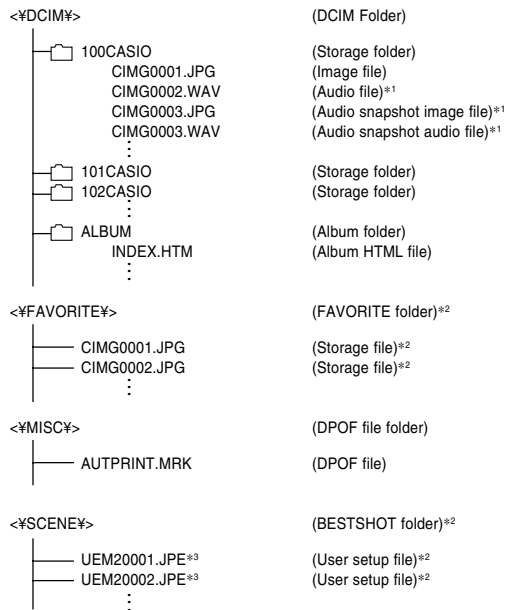 <¥DCIM¥> (DCIM Folder)
100CASIO (Storage folder)
CIMG0001.JPG (Image file)
CIMG0002.WAV (Audio file)*1
CIMG0003.JPG (Audio snapshot image file)*1
CIMG0003.WAV (Audio snapshot audio file)*1
101CASIO (Storage folder)
102CASIO (Storage folder)
ALBUM (Album folder)
INDEX.HTM (Album HTML file)
<¥FAVORITE¥> (FAVORITE folder)*2
CIMG0001.JPG (Storage file)*2
CIMG0002.JPG (Storage file)*2
<¥MISC¥> (DPOF file folder)
AUTPRINT.MRK (DPOF file)
<¥SCENE¥> (BESTSHOT folder)*2
UEM20001.JPE*3 (User setup file)*2
UEM20002.JPE*3 (User setup file)*2